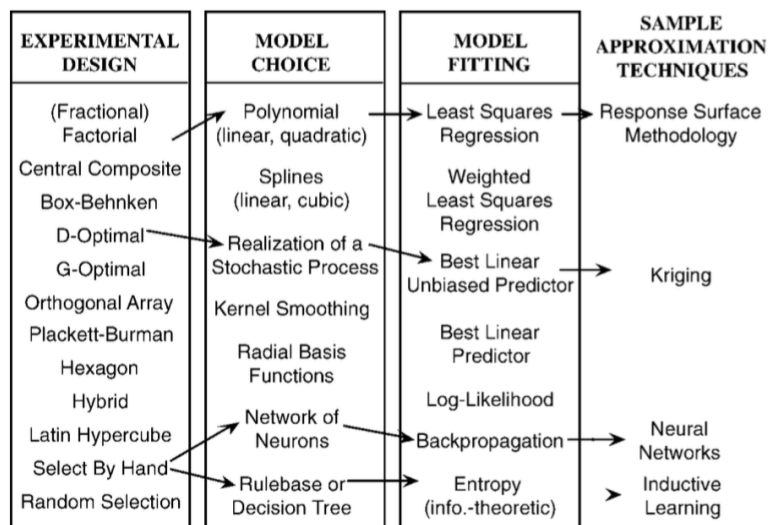 EXPERIMENTAL
DESIGN
(Fractional)
Factorial
Central Composite
Box-Behnken
D-Optimal
G-Optimal
Orthogonal Array
Plackett-Burman
Hexagon
Hybrid
Latin Hypercube
Select By Hand
Random Selection
MODEL
CHOICE
Polynomial
(linear, quadratic)
Splines
(linear, cubic)
Realization of a
Stochastic Process
Kernel Smoothing
Radial Basis
Functions
Network of
Neurons
Rulebase or
Decision Tree
MODEL
FITTING
Least Squares
Regression
Weighted
Least Squares
Regression
Best Linear
Unbiased Predictor
Best Linear
Predictor
Log-Likelihood
Backpropagation
Entropy
(info.-theoretic)
SAMPLE
APPROXIMATION
TECHNIQUES
Response Surface
Methodology
Kriging
Neural
Networks
Inductive
Learning